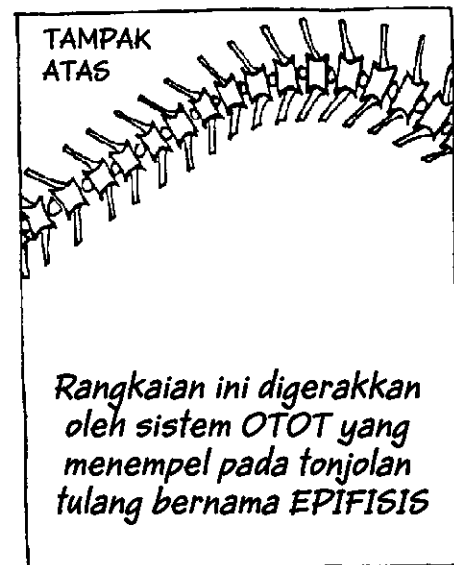 TAMPAK
ATAS
Rangkaian ini digerakkan
oleh sistem OTOT yang
menempel pada tonjolan
tulang bernama EPIFISIS